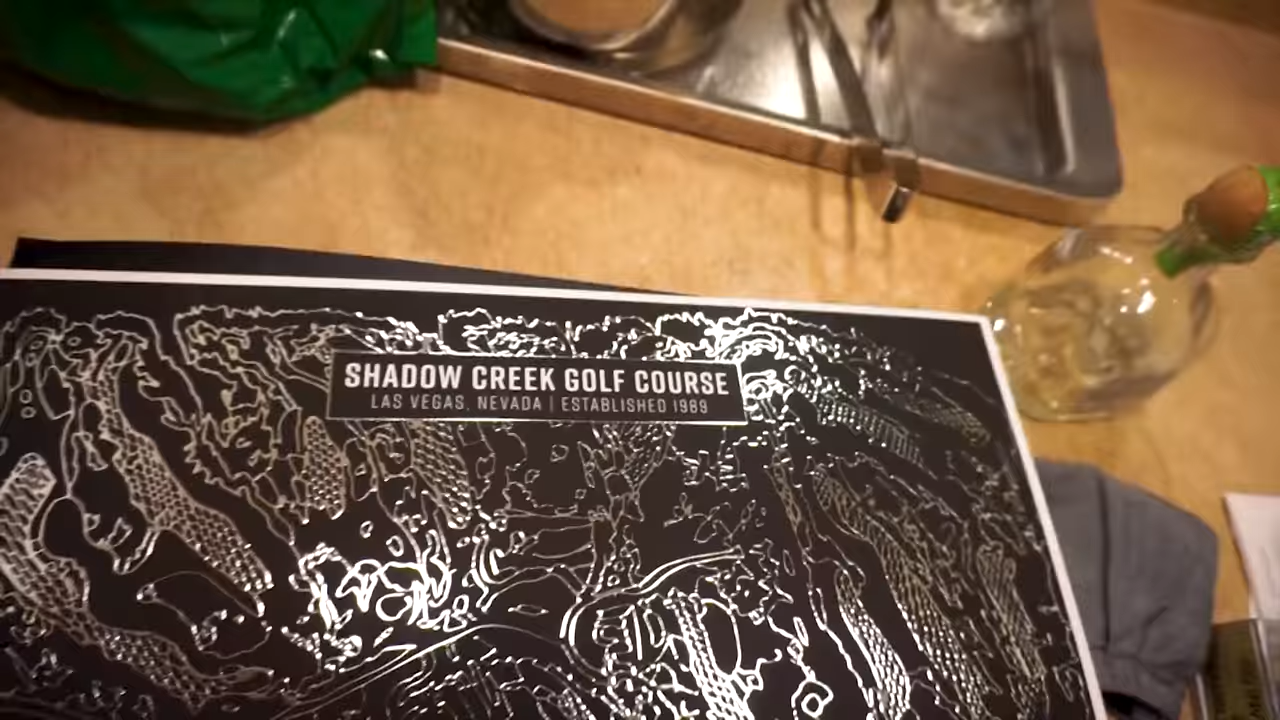 SHADOW CREEK GOLF COURSE
LAS VEGAS, NEVADA | ESTABLISHED 1989